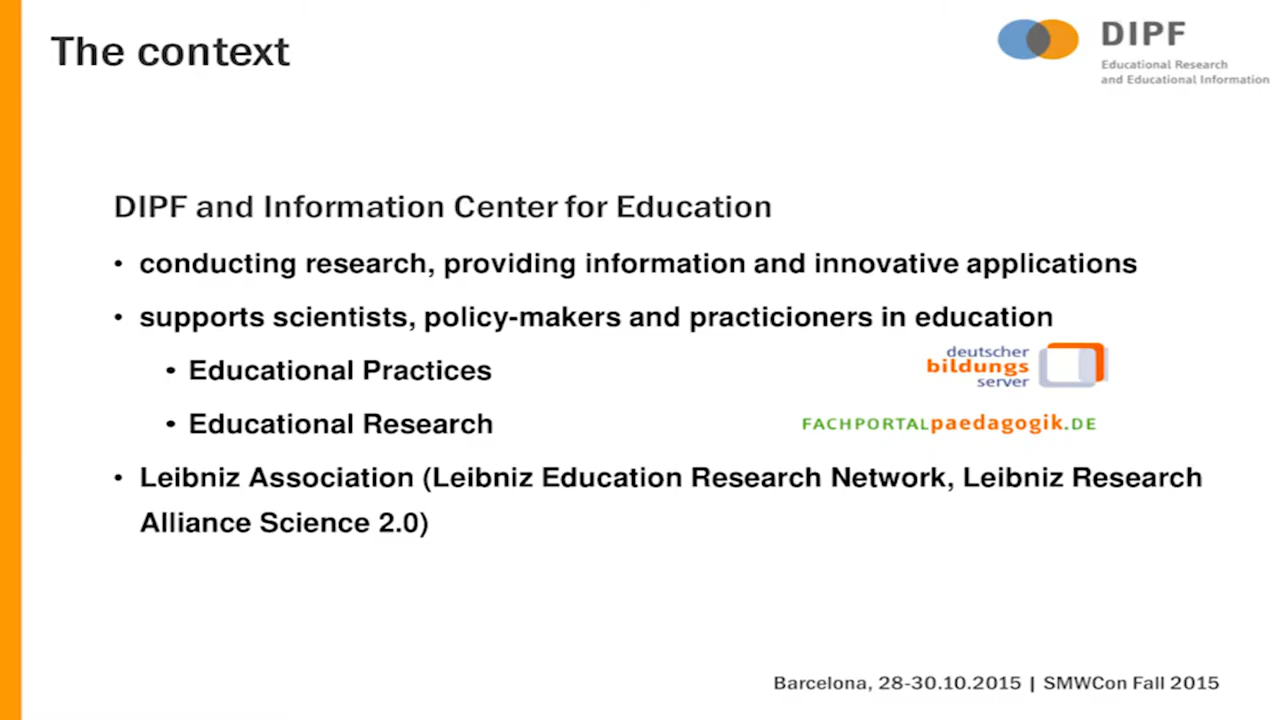 The context
DIPF
Educational Research
and Educational Information
DIPF and Information Center for Education
• conducting research, providing information and innovative applications
• supports scientists, policy-makers and practicioners in education
• Educational Practices
deutscher
bildungs
server
• Educational Research
FACHPORTALpaedagogik.DE
• Leibniz Association (Leibniz Education Research Network, Leibniz Research
Alliance Science 2.0)
Barcelona, 28-30.10.2015 | SMWCon Fall 2015